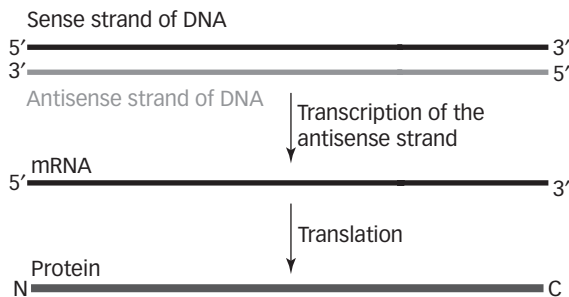 Sense strand of DNA
5′ 3′
3′ 5′
Antisense strand of DNA
Transcription of the
antisense strand
mRNA
5′ 3′
Translation
Protein
N C